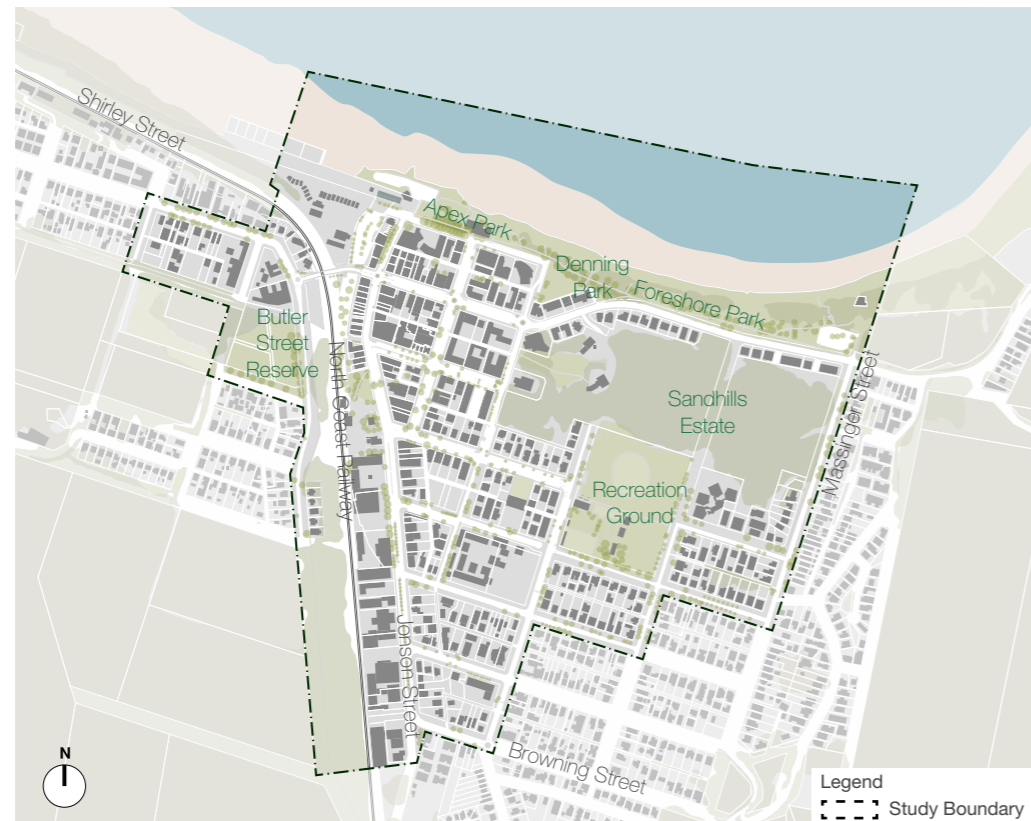 Shirley Street
Apex Park
Denning
Park
Foreshore Park
Butler
Street
Reserve
North Coast Railway
Sandhills
Estate
Massinger Street
Recreation
Ground
Jonson Street
Browning Street
N
Legend
Study Boundary